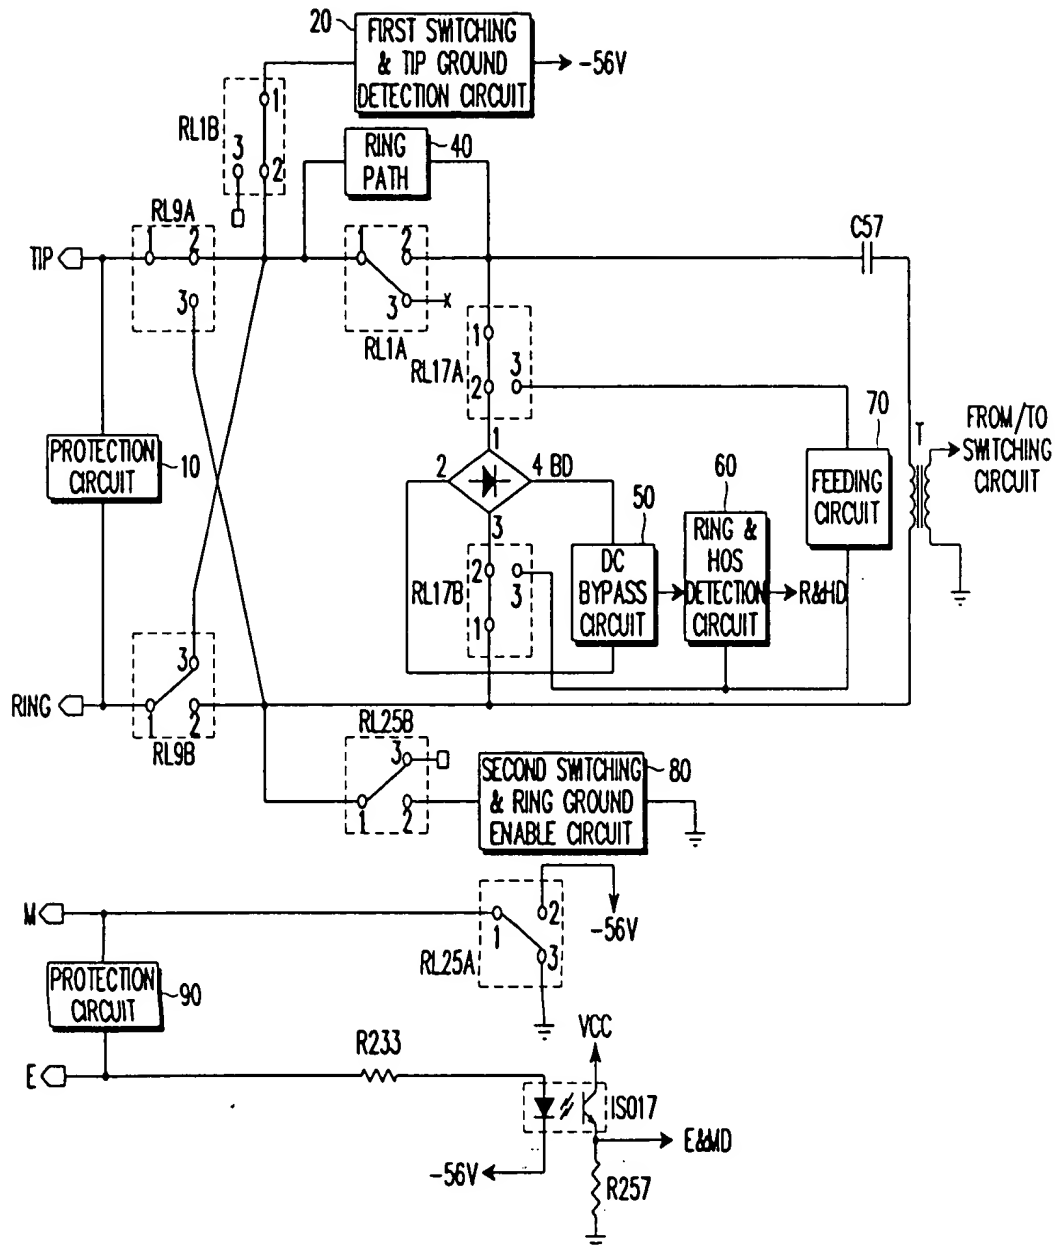 20
FIRST SWITCHING
& TIP GROUND
DETECTION CIRCUIT
-56V
RL1B
1
3
2
RING
PATH
40
RL9A
TIP
1
2
3
1
2
3
RL1A
C57
1
RL17A
2
3
PROTECTION
CIRCUIT
10
1
2
4 BD
3
50
60
70
T
FROM/TO
SWITCHING
CIRCUIT
FEEDING
CIRCUIT
RING &
HOS
DETECTION
CIRCUIT
R&HD
DC
BYPASS
CIRCUIT
2
RL17B
3
1
3
RING
1
2
RL9B
RL25B
3
1
2
SECOND SWITCHING
& RING GROUND
ENABLE CIRCUIT
80
M
1
2
3
-56V
RL25A
PROTECTION
CIRCUIT
90
E
R233
VCC
ISO17
E&MD
-56V
R257